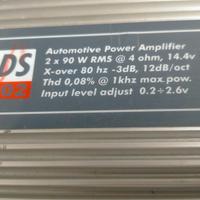 DS
02
Automotive Power Amplifier
2 x 90 W RMS @ 4 ohm, 14.4v
X-over 80 hz -3dB, 12dB/oct
Thd 0,08% @ 1khz max.pow.
Input level adjust 0.2÷2.6v